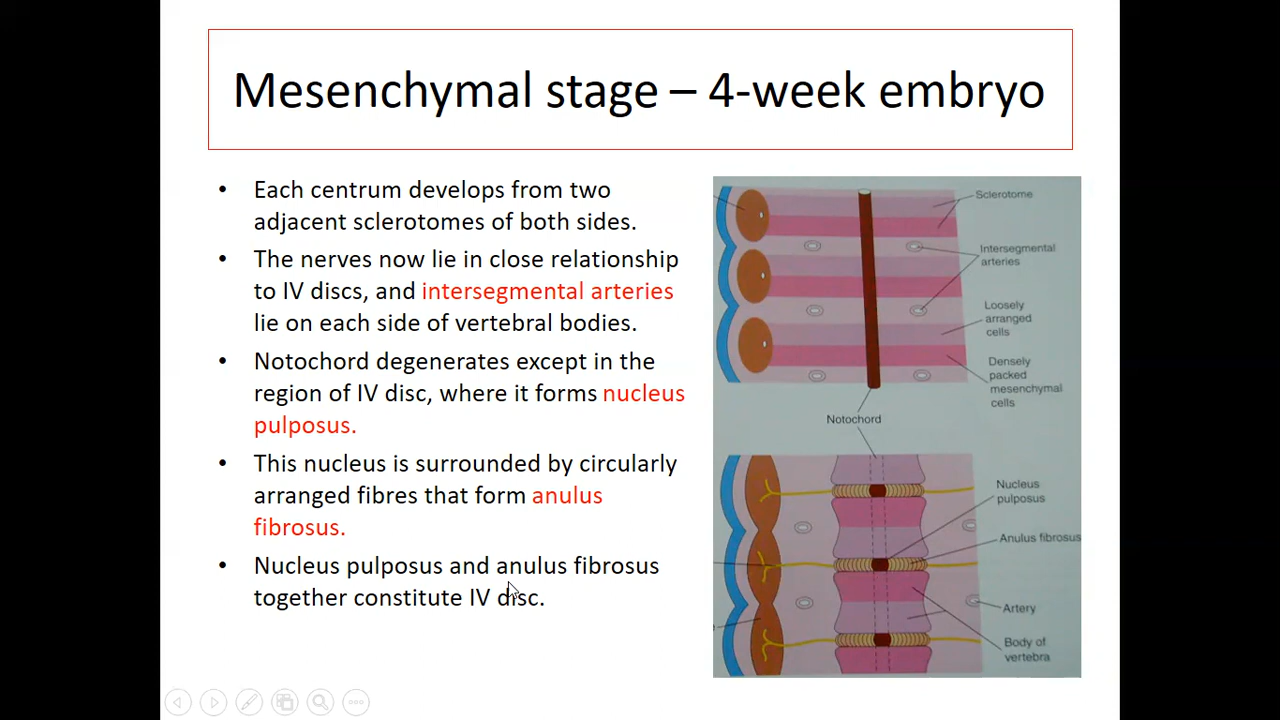 Mesenchymal stage – 4-week embryo
• Each centrum develops from two
adjacent sclerotomes of both sides.
• The nerves now lie in close relationship
to IV discs, and intersegmental arteries
lie on each side of vertebral bodies.
• Notochord degenerates except in the
region of IV disc, where it forms nucleus
pulposus.
• This nucleus is surrounded by circularly
arranged fibres that form anulus
fibrosus.
• Nucleus pulposus and anulus fibrosus
together constitute IV disc.
Sclerotome
Intersegmental
arteries
Loosely
arranged
cells
Densely
packed
mesenchymal
cells
Notochord
Nucleus
pulposus
Anulus fibrosus
Artery
Body of
vertebra